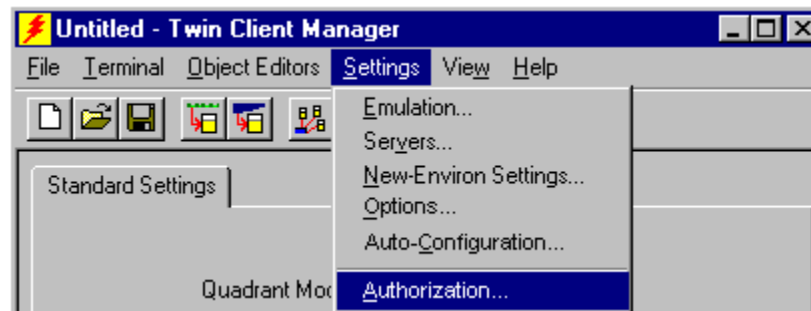 Untitled - Twin Client Manager
File Terminal Object Editors Settings View Help
Emulation...
Servers...
New-Environ Settings...
Options...
Auto-Configuration...
Authorization...
Standard Settings
Quadrant